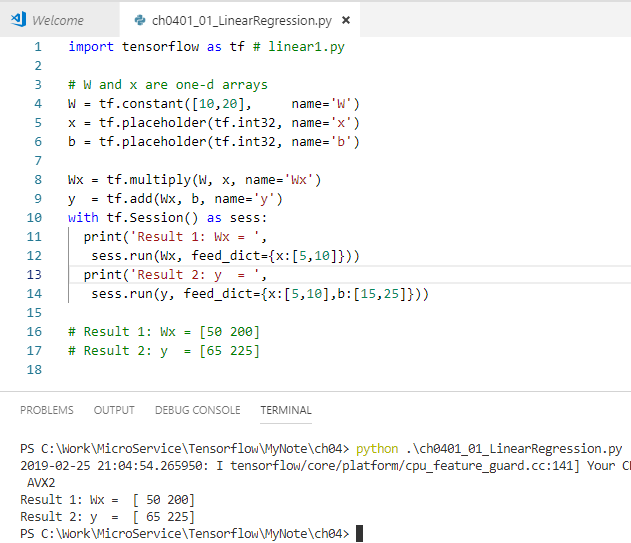 Welcome
ch0401_01_LinearRegression.py ×
1 import tensorflow as tf # linear1.py
2
3 # W and x are one-d arrays
4 W = tf.constant([10,20],     name='W')
5 x = tf.placeholder(tf.int32, name='x')
6 b = tf.placeholder(tf.int32, name='b')
7
8 Wx = tf.multiply(W, x, name='Wx')
9 y  = tf.add(Wx, b, name='y')
10 with tf.Session() as sess:
11   print('Result 1: Wx = ',
12    sess.run(Wx, feed_dict={x:[5,10]}))
13   print('Result 2: y  = ',
14    sess.run(y, feed_dict={x:[5,10],b:[15,25]}))
15
16 # Result 1: Wx = [50 200]
17 # Result 2: y  = [65 225]
18
PROBLEMS OUTPUT DEBUG CONSOLE TERMINAL
PS C:\Work\MicroService\Tensorflow\MyNote\ch04> python .\ch0401_01_LinearRegression.py
2019-02-25 21:04:54.265950: I tensorflow/core/platform/cpu_feature_guard.cc:141] Your
AVX2
Result 1: Wx =  [ 50 200]
Result 2: y  =  [ 65 225]
PS C:\Work\MicroService\Tensorflow\MyNote\ch04>